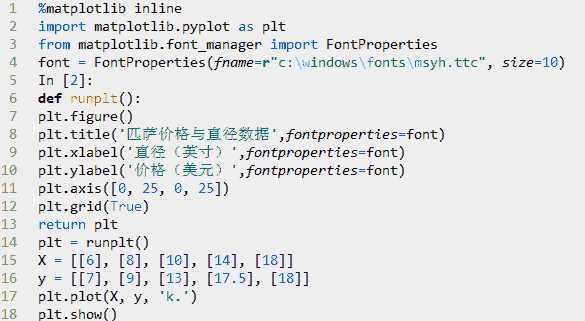 1 %matplotlib inline
2 import matplotlib.pyplot as plt
3 from matplotlib.font_manager import FontProperties
4 font = FontProperties(fname=r"c:\windows\fonts\msyh.ttc", size=10)
5 In [2]:
6 def runplt():
7 plt.figure()
8 plt.title('匹萨价格与直径数据',fontproperties=font)
9 plt.xlabel('直径（英寸）',fontproperties=font)
10 plt.ylabel('价格（美元）',fontproperties=font)
11 plt.axis([0, 25, 0, 25])
12 plt.grid(True)
13 return plt
14 plt = runplt()
15 X = [[6], [8], [10], [14], [18]]
16 y = [[7], [9], [13], [17.5], [18]]
17 plt.plot(X, y, 'k.')
18 plt.show()